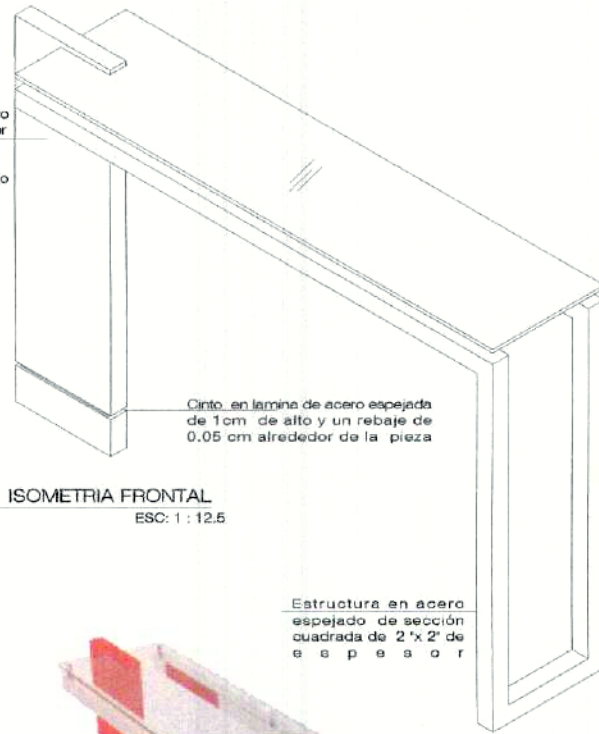 Cinto en lamina de acero espejada
de 1cm de alto y un rebaje de
0.05 cm alrededor de la pieza
ISOMETRIA FRONTAL
ESC: 1 : 12.5
Estructura en acero
espejado de sección
cuadrada de 2 "x 2" de
e s p e s o r